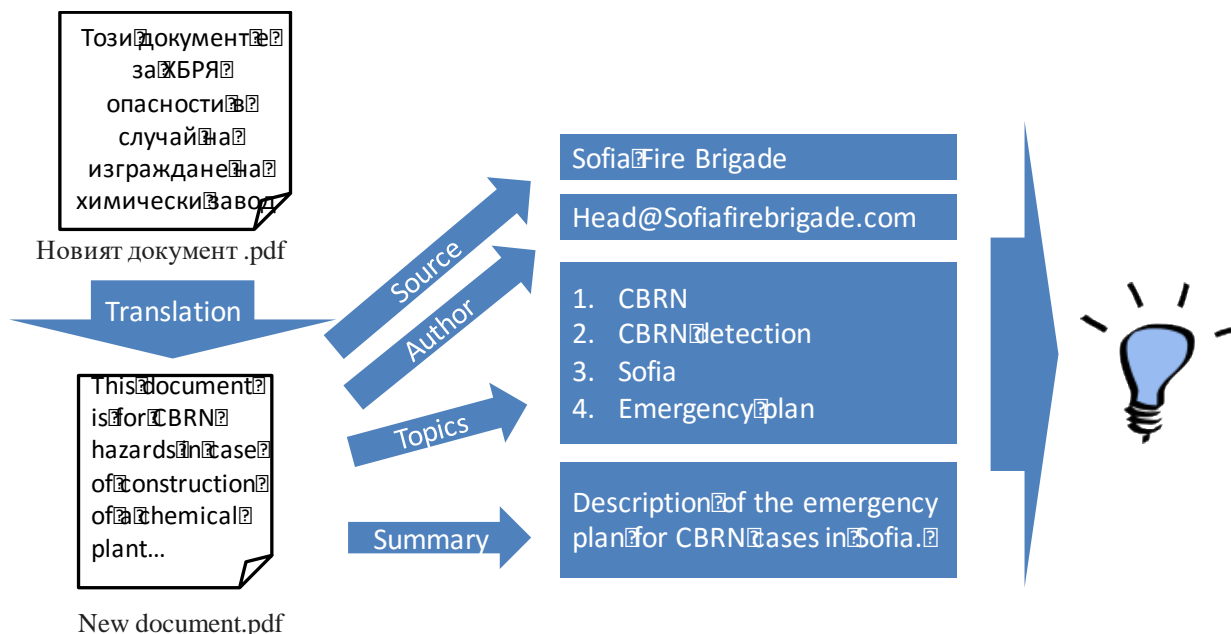 Този документ е
за ХБРЯ
опасности в
случай на
изграждане на
химически завод
Новият документ .pdf
Translation
This document
is for CBRN
hazards in case
of construction
of a chemical
plant...
New document.pdf
Source
Author
Topics
Summary
Sofia Fire Brigade
Head@Sofiafirebrigade.com
1. CBRN
2. CBRN detection
3. Sofia
4. Emergency plan
Description of the emergency
plan for CBRN cases in Sofia.